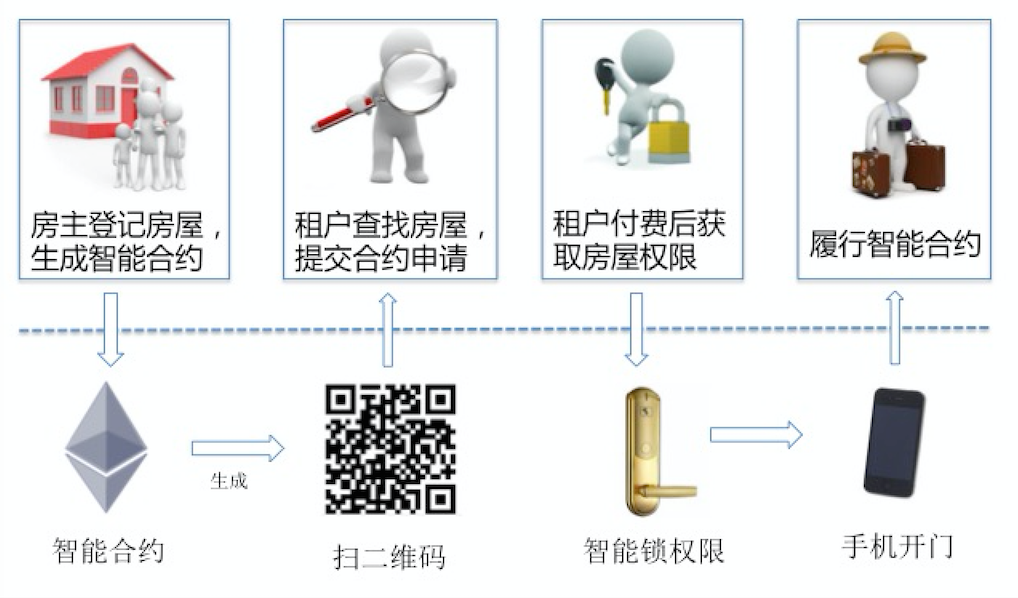 房主登记房屋，
生成智能合约
租户查找房屋，
提交合约申请
租户付费后获
取房屋权限
履行智能合约
生成
智能合约
扫二维码
智能锁权限
手机开门